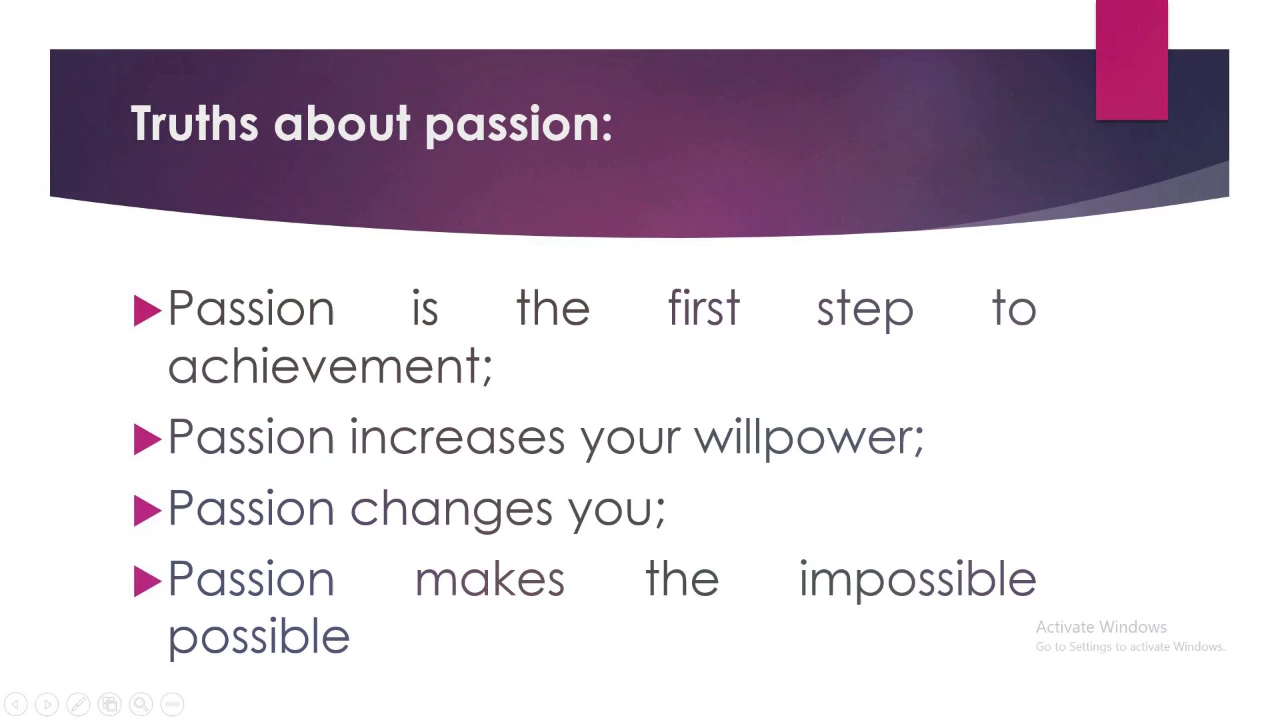 Truths about passion:
Passion is the first step to
achievement;
Passion increases your willpower;
Passion changes you;
Passion makes the impossible
possible
Activate Windows
Go to Settings to activate Windows.